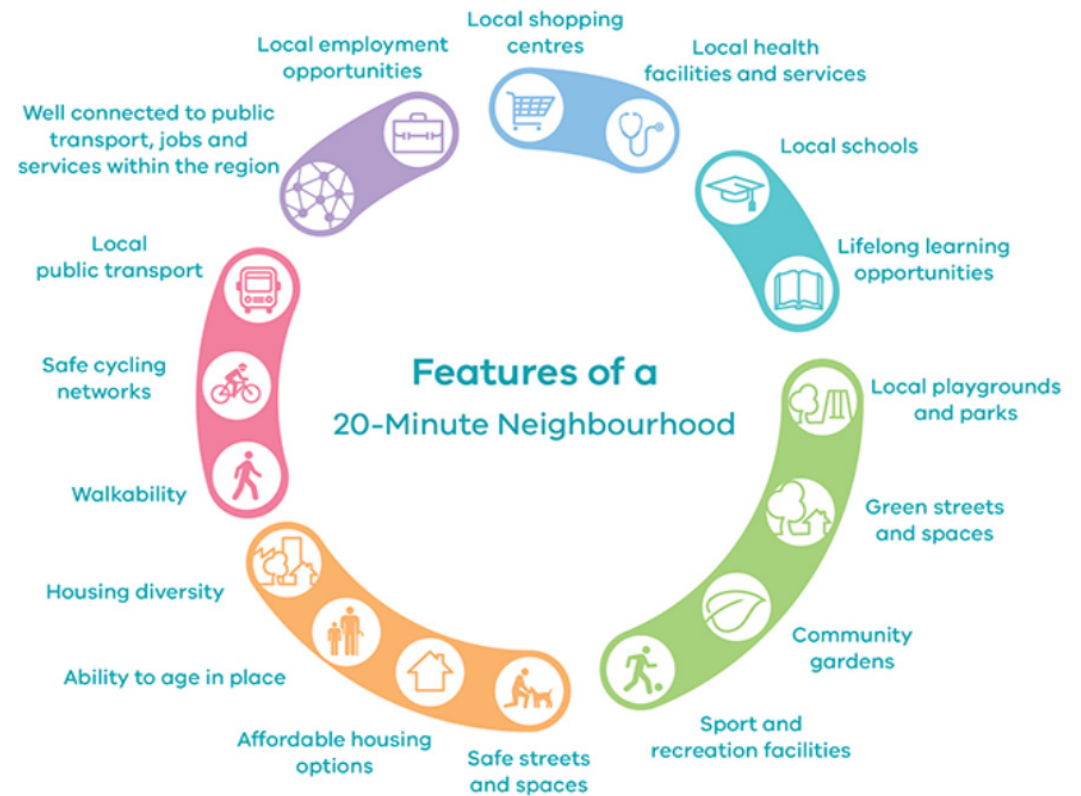 Features of a
20-Minute Neighbourhood
Local shopping
centres
Local health
facilities and services
Local schools
Lifelong learning
opportunities
Local playgrounds
and parks
Green streets
and spaces
Community
gardens
Sport and
recreation facilities
Safe streets
and spaces
Affordable housing
options
Ability to age in place
Housing diversity
Walkability
Safe cycling
networks
Local
public transport
Well connected to public
transport, jobs and
services within the region
Local employment
opportunities